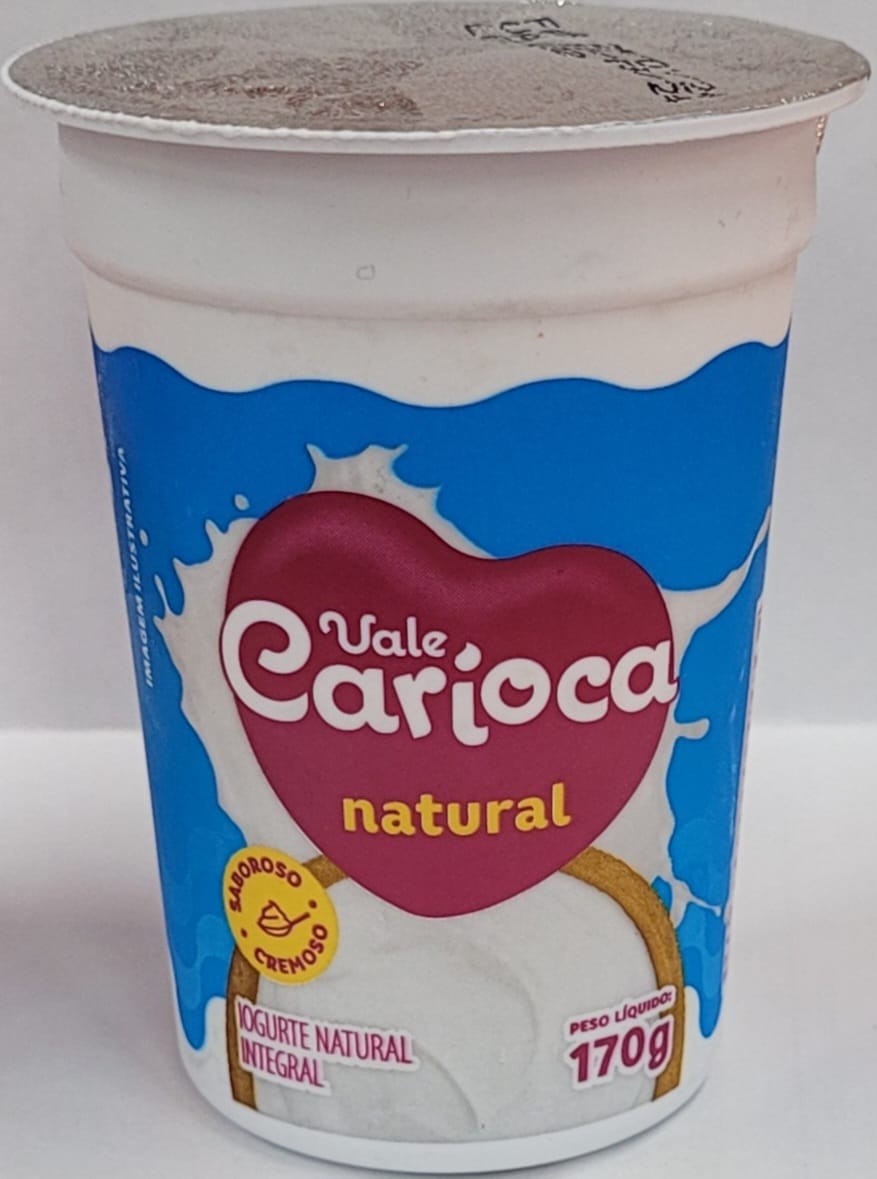 Vale
Carioca
natural
SABOROSO
CREMOSO
IOGURTE NATURAL
INTEGRAL
PESO LÍQUIDO:
170g
IMAGEM ILUSTRATIVA